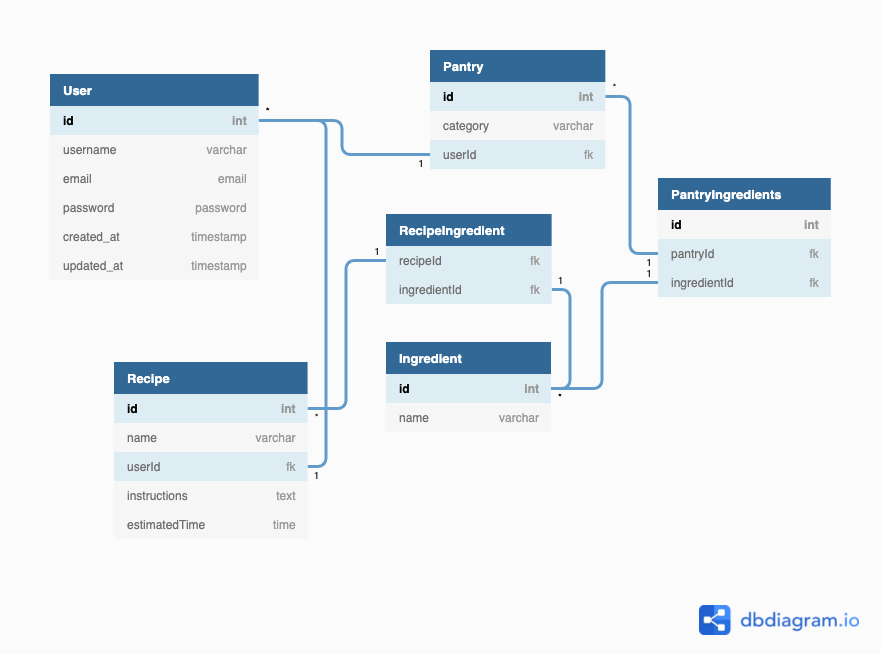 User
id int
username varchar
email email
password password
created_at timestamp
updated_at timestamp
*
1
Pantry
id int
category varchar
userId fk
*
1
PantryIngredients
id int
pantryId fk
ingredientId fk
1
RecipeIngredient
recipeId fk
ingredientId fk
1
1
Ingredient
id int
name varchar
*
Recipe
id int
name varchar
userId fk
instructions text
estimatedTime time
*
1
dbdiagram.io